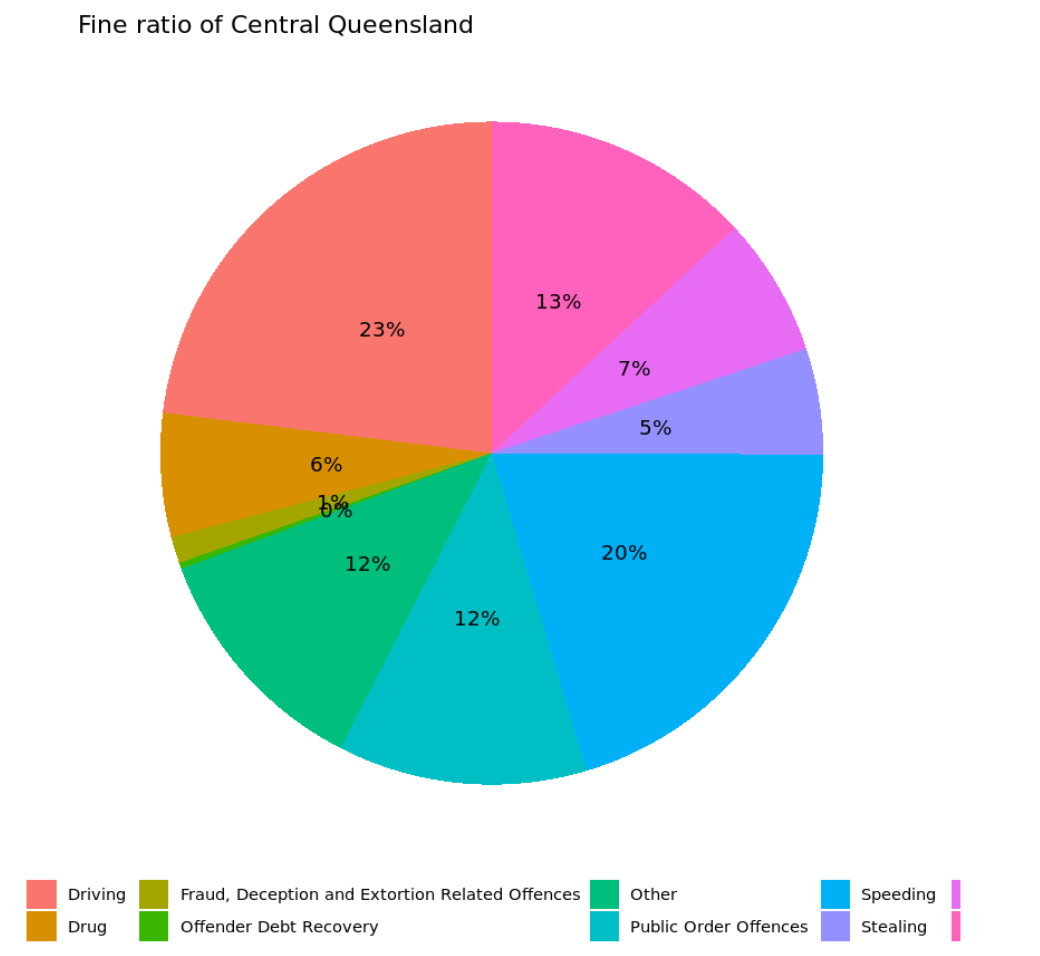 Fine ratio of Central Queensland
13%
23%
7%
5%
6%
1%
0%
20%
12%
12%
Driving
Fraud, Deception and Extortion Related Offences
Other
Speeding
Drug
Offender Debt Recovery
Public Order Offences
Stealing